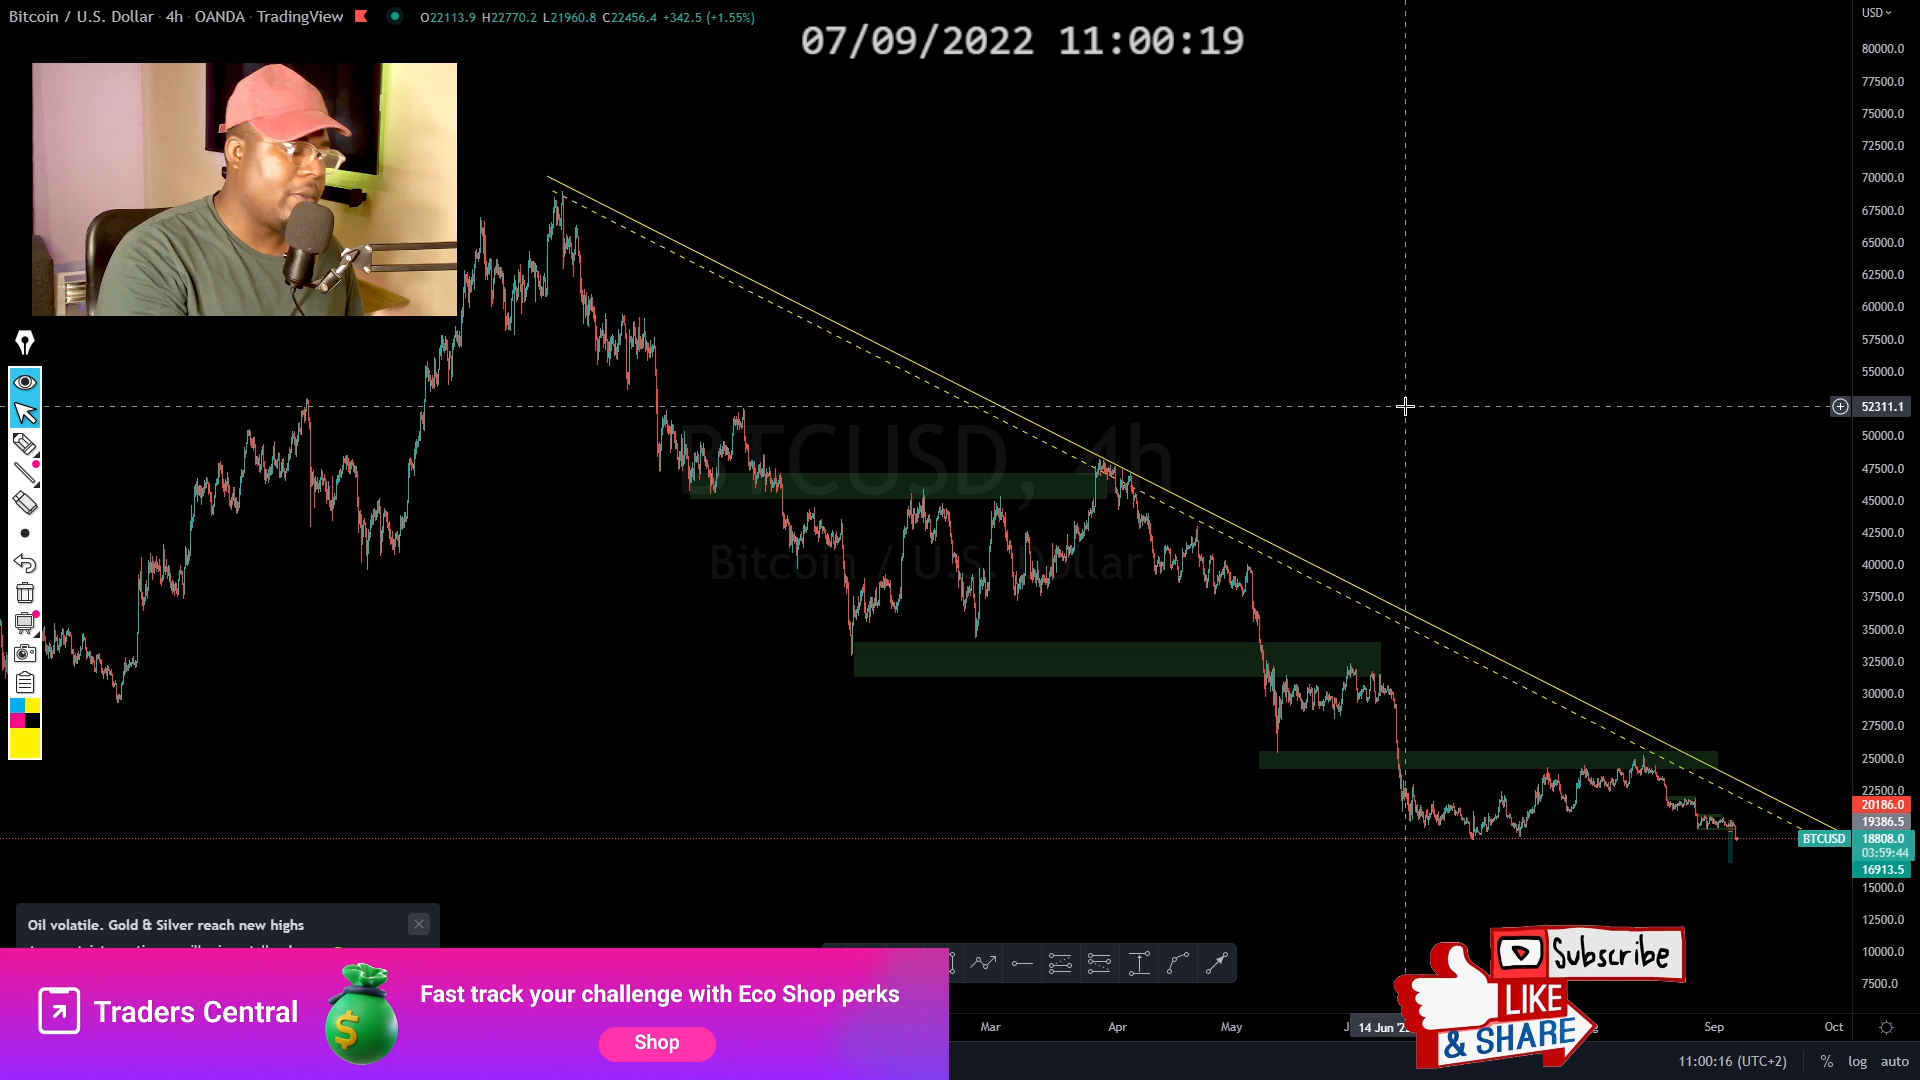 Bitcoin / U.S. Dollar · 4h · OANDA · TradingView
O22113.9 H22770.2 L21960.8 C22456.4 +342.5 (+1.55%)
07/09/2022 11:00:19
USD
80000.0
77500.0
75000.0
72500.0
70000.0
67500.0
65000.0
62500.0
60000.0
57500.0
55000.0
52311.1
50000.0
47500.0
45000.0
42500.0
40000.0
37500.0
35000.0
32500.0
30000.0
27500.0
25000.0
22500.0
20186.0
19386.5
BTCUSD 18808.0
03:59:44
16913.5
15000.0
12500.0
10000.0
7500.0
BTCUSD, 4h
Bitcoin / U.S. Dollar
Oil volatile. Gold & Silver reach new highs
Traders Central
Fast track your challenge with Eco Shop perks
Shop
Subscribe
LIKE
& SHARE
Mar Apr May 14 Jun '22 Sep Oct
11:00:16 (UTC+2) % log auto